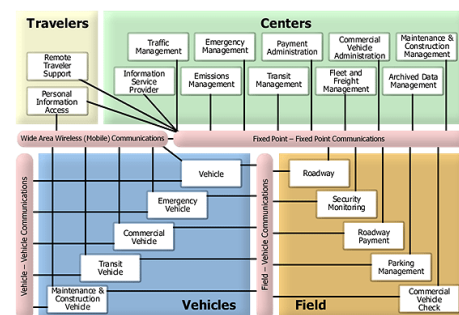 Travelers
Centers
Remote
Traveler
Support
Personal
Information
Access
Traffic
Management
Emergency
Management
Payment
Administration
Commercial
Vehicle
Administration
Maintenance &
Construction
Management
Information
Service
Provider
Emissions
Management
Transit
Management
Fleet and
Freight
Management
Archived Data
Management
Wide Area Wireless (Mobile) Communications
Fixed Point – Fixed Point Communications
Vehicle – Vehicle Communications
Vehicle
Emergency
Vehicle
Commercial
Vehicle
Transit
Vehicle
Maintenance &
Construction
Vehicle
Vehicles
Field – Vehicle Communications
Roadway
Security
Monitoring
Roadway
Payment
Parking
Management
Commercial
Vehicle
Check
Field